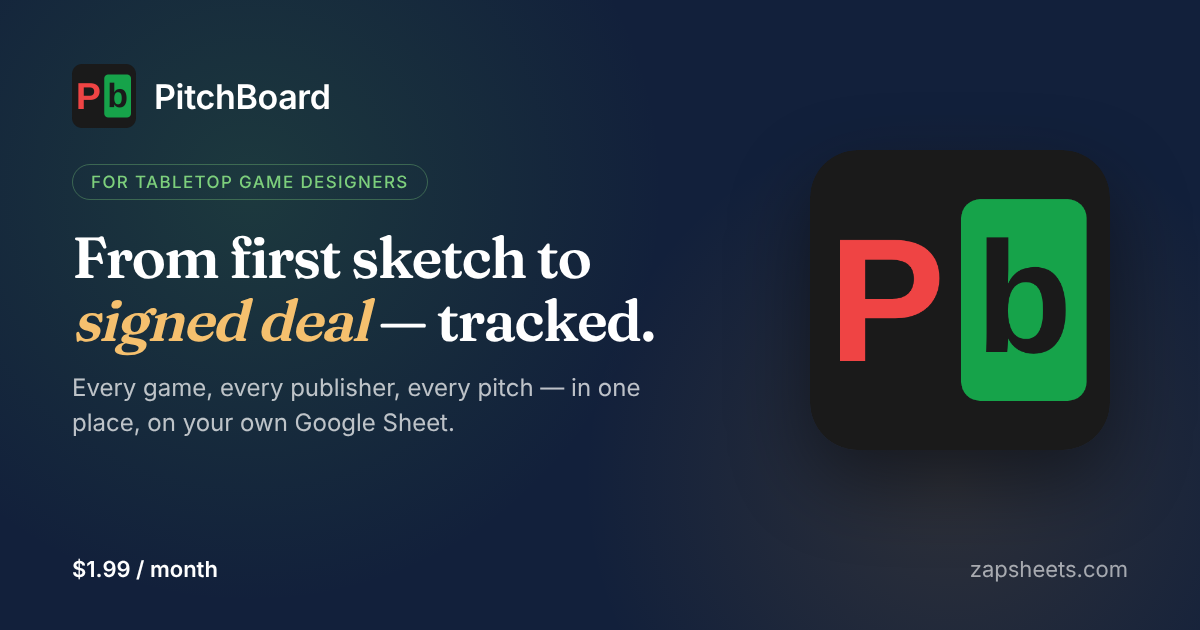 Pb PitchBoard
FOR TABLETOP GAME DESIGNERS
From first sketch to
signed deal — tracked.
Every game, every publisher, every pitch — in one
place, on your own Google Sheet.
Pb
$1.99 / month
zapsheets.com